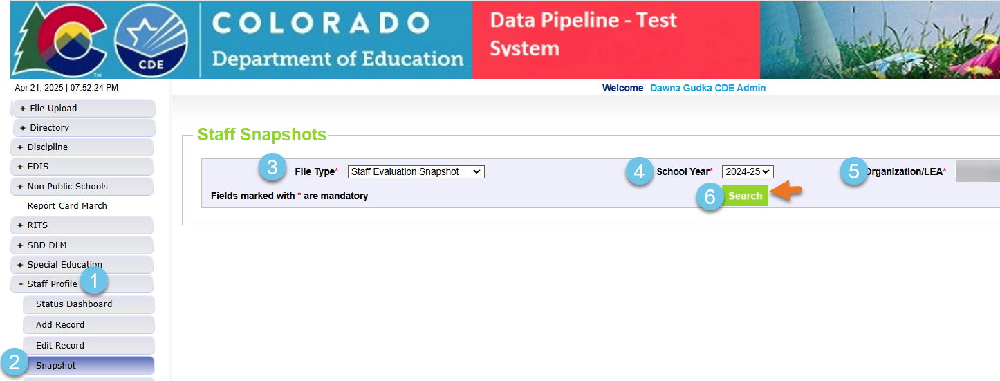 COLORADO
Department of Education
CDE
TM
Data Pipeline - Test
System
Apr 21, 2025 | 07:52:24 PM
Welcome Dawna Gudka CDE Admin
+ File Upload
+ Directory
+ Discipline
+ EDIS
+ Non Public Schools
Report Card March
+ RITS
+ SBD DLM
+ Special Education
- Staff Profile 1
Status Dashboard
Add Record
Edit Record
2 Snapshot
Staff Snapshots
3 File Type* Staff Evaluation Snapshot 4 School Year* 2024-25 5 Organization/LEA*
Fields marked with * are mandatory 6 Search